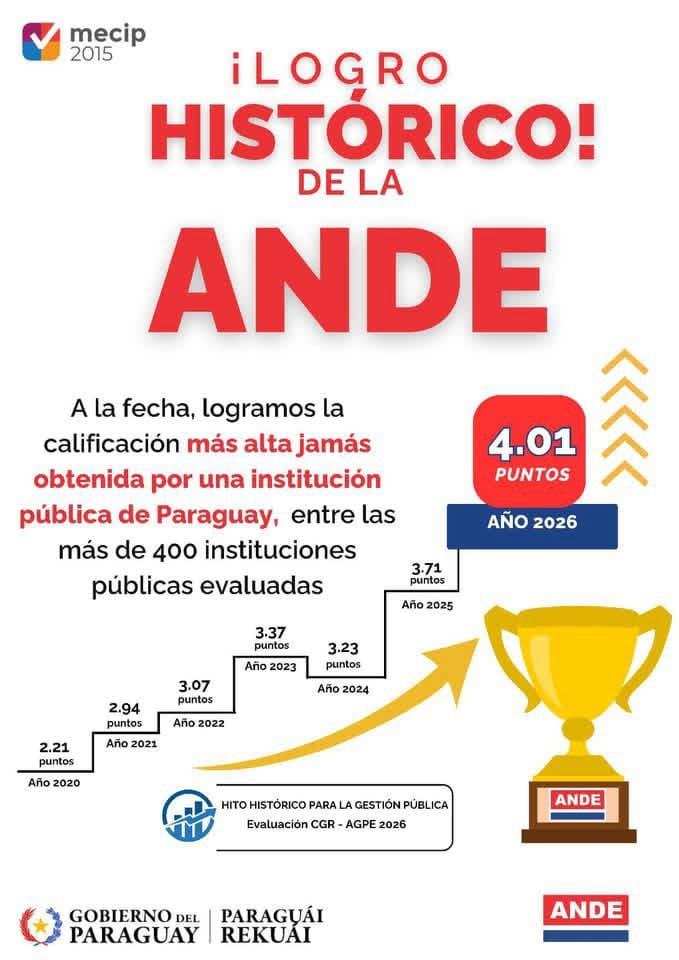 mecip
2015
¡LOGRO
HISTÓRICO!
DE LA
ANDE
A la fecha, logramos la
calificación más alta jamás
obtenida por una institución
pública de Paraguay, entre las
más de 400 instituciones
públicas evaluadas
4.01
PUNTOS
AÑO 2026
3.71
puntos
Año 2025
3.37
puntos
Año 2023
3.23
puntos
Año 2024
3.07
puntos
Año 2022
2.94
puntos
Año 2021
2.21
puntos
Año 2020
ANDE
HITO HISTÓRICO PARA LA GESTIÓN PÚBLICA
Evaluación CGR - AGPE 2026
GOBIERNO DEL
PARAGUAY
PARAGUÁI
REKUÁI
ANDE